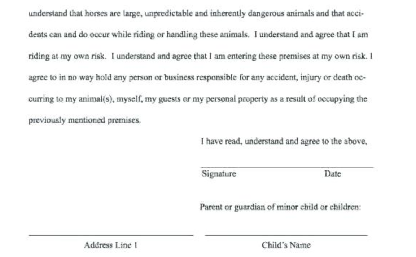 understand that horses are large, unpredictable and inherently dangerous animals and that acci-
dents can and do occur while riding or handling these animals. I understand and agree that I am
riding at my own risk. I understand and agree that I am entering these premises at my own risk. I
agree to in no way hold any person or business responsible for any accident, injury or death oc-
curring to my animal(s), myself, my guests or my personal property as a result of occupying the
previously mentioned premises.
I have read, understand and agree to the above,
Signature Date
Parent or guardian of minor child or children:
Address Line 1 Child's Name